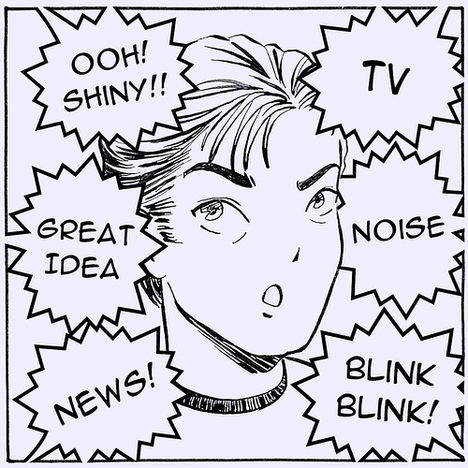 OOH!
SHINY!!
TV
GREAT
IDEA
NOISE
NEWS!
BLINK
BLINK!